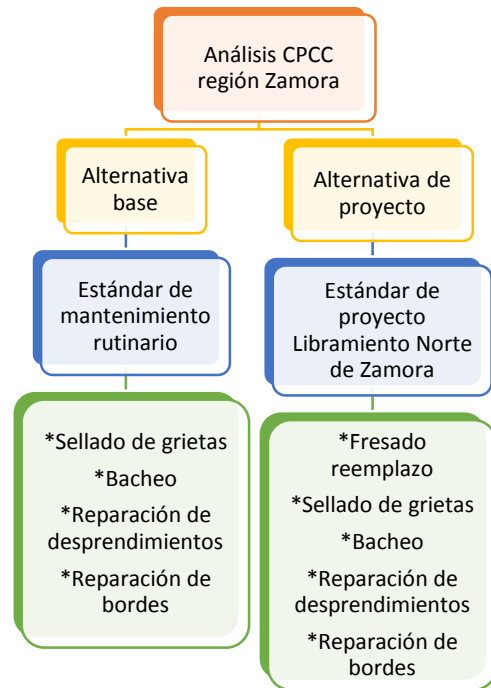 Análisis CPCC
región Zamora
Alternativa
base
Alternativa de
proyecto
Estándar de
mantenimiento
rutinario
Estándar de
proyecto
Libramiento Norte
de Zamora
*Sellado de grietas
*Bacheo
*Reparación de
desprendimientos
*Reparación de
bordes
*Fresado
reemplazo
*Sellado de grietas
*Bacheo
*Reparación de
desprendimientos
*Reparación de
bordes